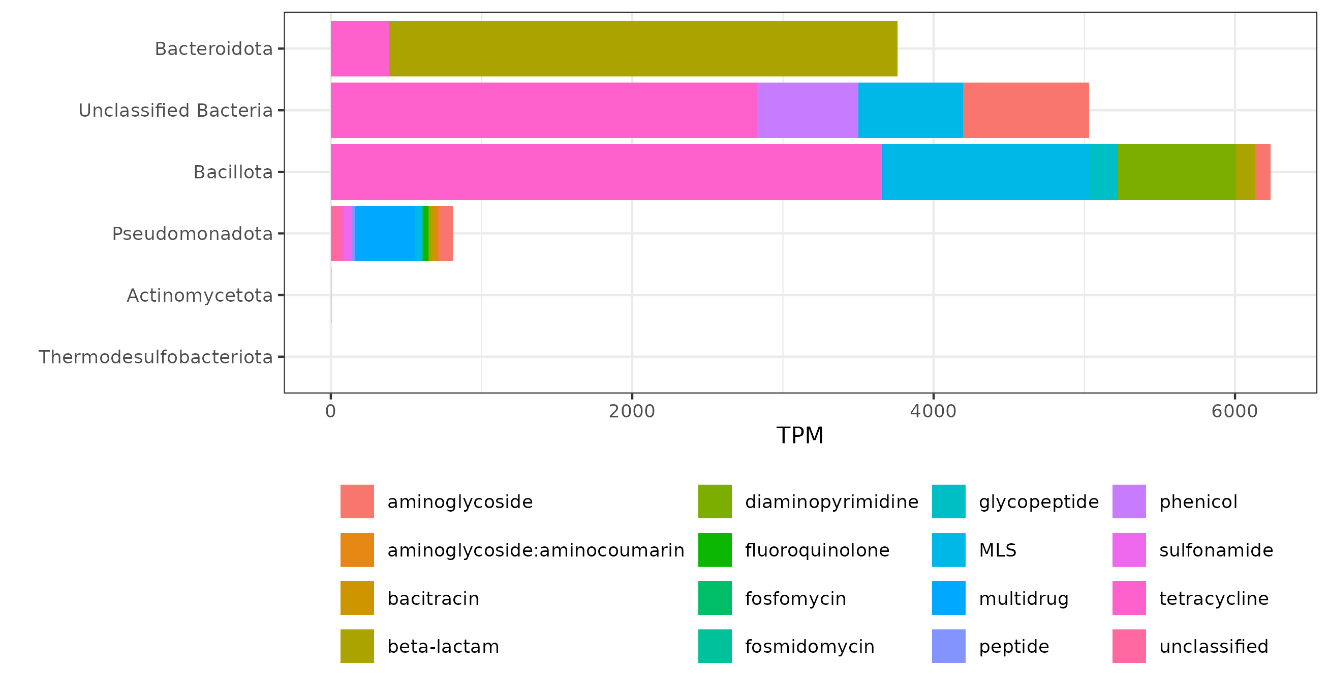 Bacteroidota
Unclassified Bacteria
Bacillota
Pseudomonadota
Actinomycetota
Thermodesulfobacteriota
0 2000 4000 6000
TPM
aminoglycoside diaminopyrimidine glycopeptide phenicol
aminoglycoside:aminocoumarin fluoroquinolone MLS sulfonamide
bacitracin fosfomycin multidrug tetracycline
beta-lactam fosmidomycin peptide unclassified